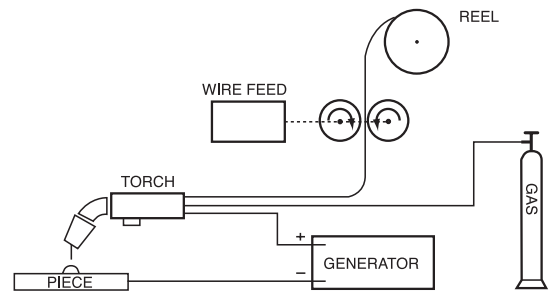 REEL
WIRE FEED
TORCH
GAS
+
GENERATOR
−
PIECE